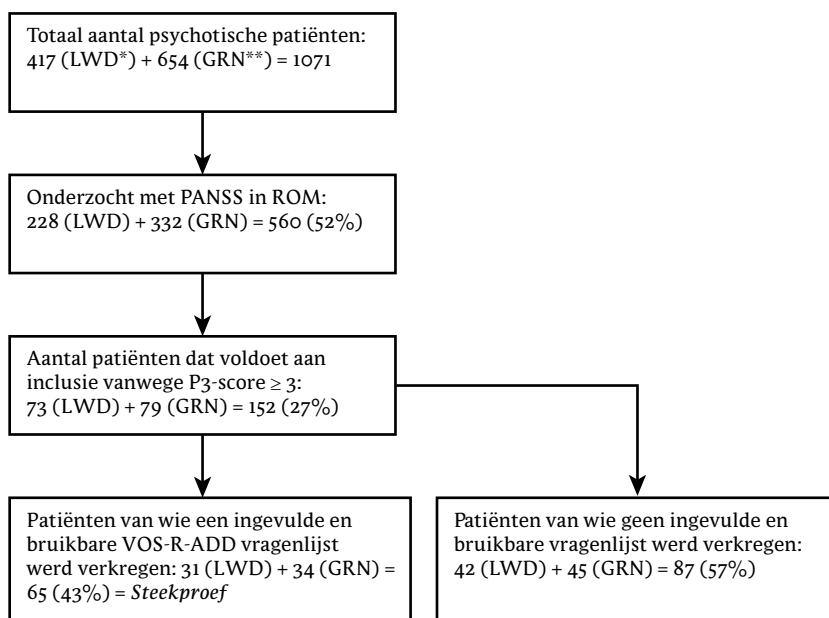 Totaal aantal psychotische patiënten:
417 (LWD*) + 654 (GRN**) = 1071
Onderzocht met PANSS in ROM:
228 (LWD) + 332 (GRN) = 560 (52%)
Aantal patiënten dat voldoet aan
inclusie vanwege P3-score ≥ 3:
73 (LWD) + 79 (GRN) = 152 (27%)
Patiënten van wie een ingevulde en
bruikbare VOS-R-ADD vragenlijst
werd verkregen: 31 (LWD) + 34 (GRN) =
65 (43%) = Steekproef
Patiënten van wie geen ingevulde en
bruikbare vragenlijst werd verkregen:
42 (LWD) + 45 (GRN) = 87 (57%)